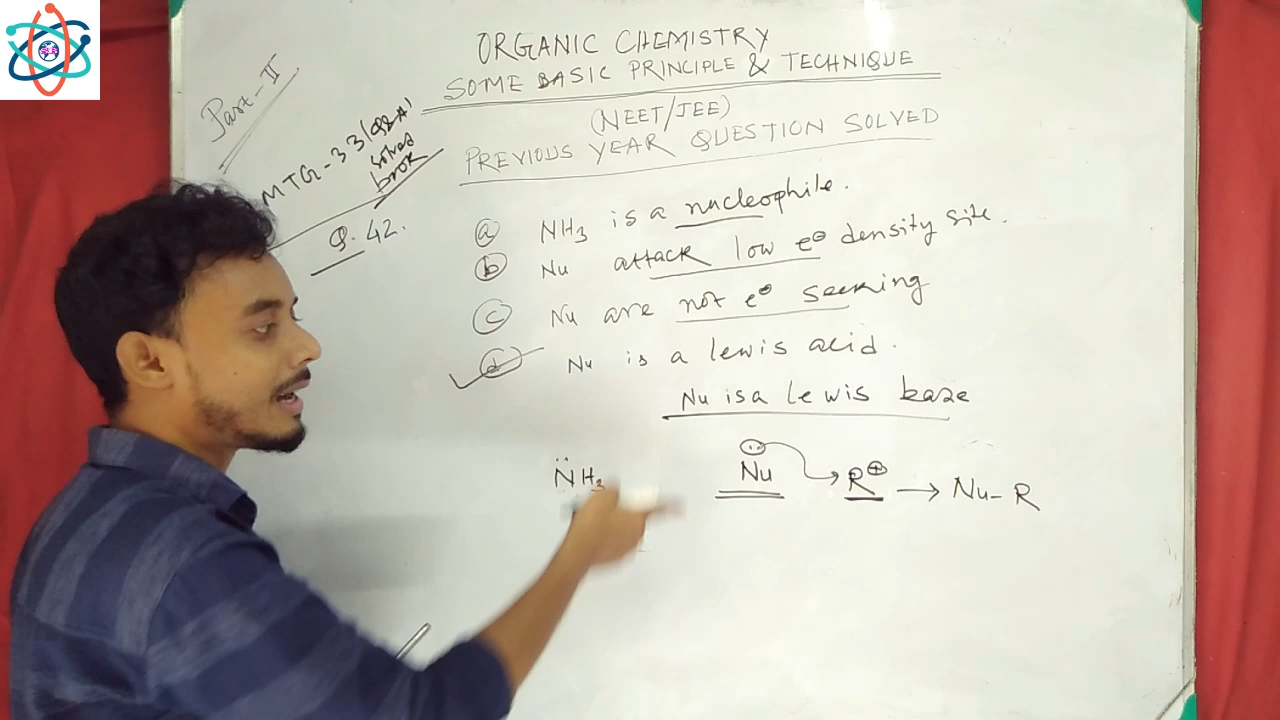 ORGANIC CHEMISTRY
SOME BASIC PRINCIPLE & TECHNIQUE
(NEET/JEE)
PREVIOUS YEAR QUESTION SOLVED
Part-II
MTG-33
solved
book
Q.42.
(a) NH3 is a nucleophile.
(b) Nu attack low e⊖ density site.
(c) Nu are not e⊖ seeking
(d) Nu is a lewis acid.
Nu is a lewis base
N̈H3
N̈u R⊕ → Nu-R